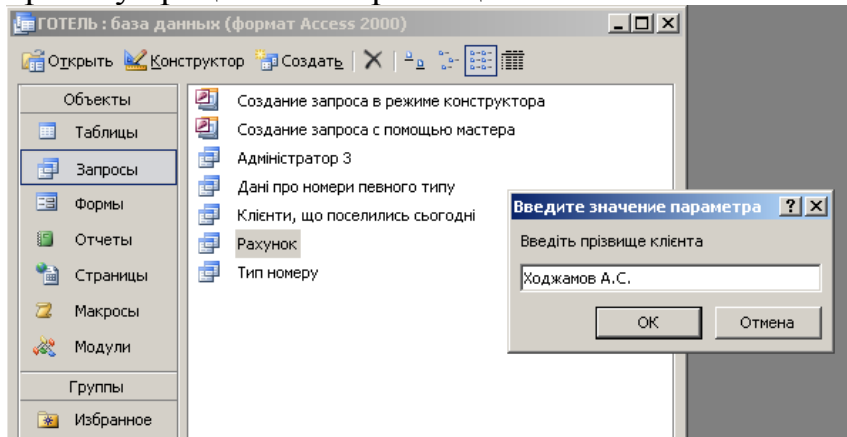 ГОТЕЛЬ : база данных (формат Access 2000)
Открыть Конструктор Создать
Объекты
Таблицы
Запросы
Формы
Отчеты
Страницы
Макросы
Модули
Группы
Избранное
Создание запроса в режиме конструктора
Создание запроса с помощью мастера
Адміністратор 3
Дані про номери певного типу
Клієнти, що поселились сьогодні
Рахунок
Тип номеру
Введите значение параметра
Введіть прізвище клієнта
Ходжамов А.С.
ОК Отмена